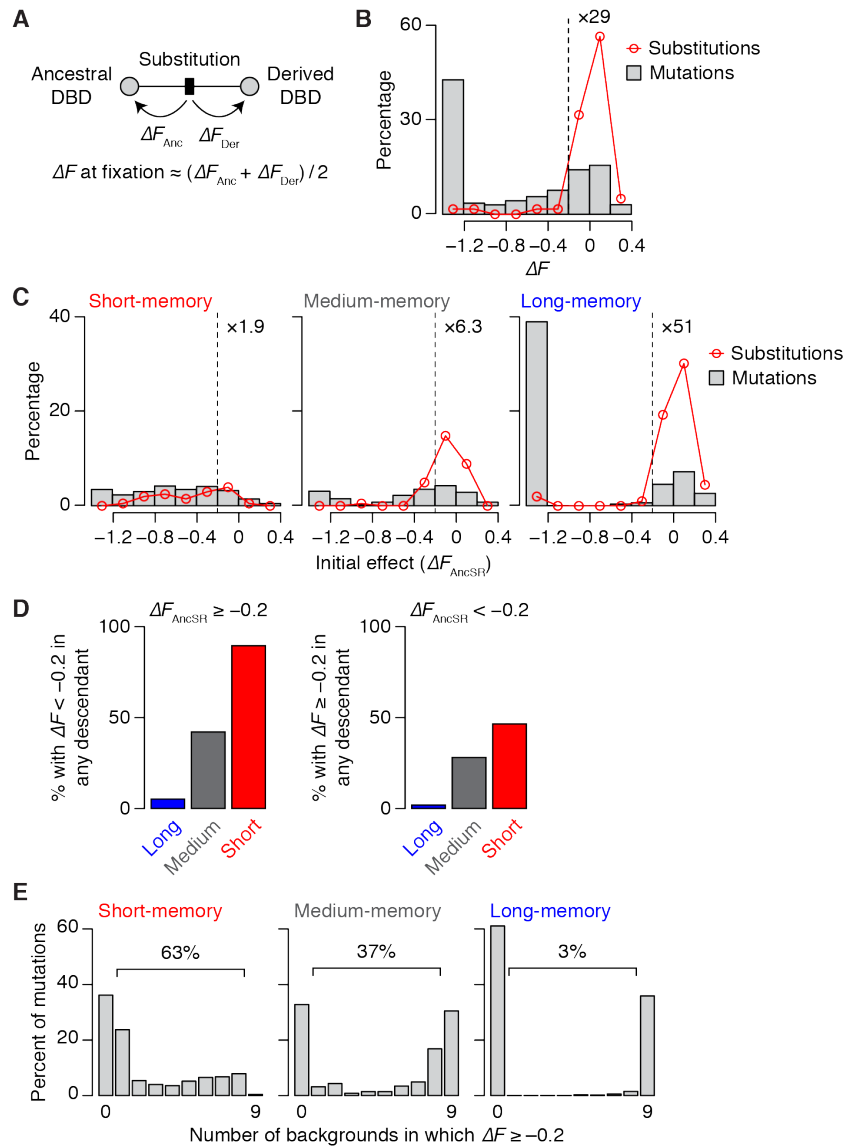 A
Substitution
Ancestral DBD
Derived DBD
ΔF_Anc
ΔF_Der
ΔF at fixation ≈ (ΔF_Anc + ΔF_Der) / 2
B
×29
Substitutions
Mutations
Percentage
60
30
0
−1.2 −0.8 −0.4 0 0.4
ΔF
C
Short-memory
Medium-memory
Long-memory
×1.9
×6.3
×51
Substitutions
Mutations
Percentage
40
20
0
−1.2 −0.4 0.4
−1.2 −0.4 0 0.4
−1.2 −0.4 0 0.4
Initial effect (ΔF_AncSR)
D
ΔF_AncSR ≥ −0.2
% with ΔF < −0.2 in
any descendant
100
50
0
Long
Medium
Short
ΔF_AncSR < −0.2
% with ΔF ≥ −0.2 in
any descendant
100
50
0
Long
Medium
Short
E
Short-memory
Medium-memory
Long-memory
63%
37%
3%
Percent of mutations
60
40
20
0
0 9
0 9
0 9
Number of backgrounds in which ΔF ≥ −0.2